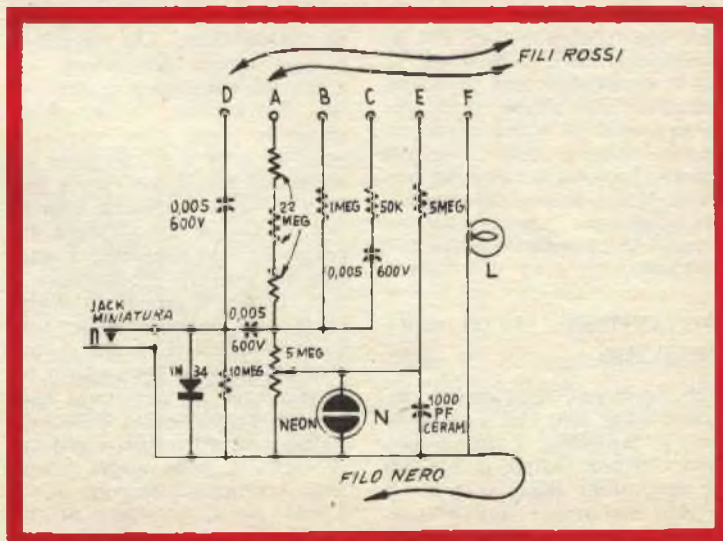 FILI ROSSI
D A B C E F
0,005
600V
22
MEG
1MEG
50K
0,005 600V
5MEG
L
JACK
MINIATURA
0,005
600V
1N 34
10MEG
5 MEG
NEON
N
1000
PF
CERAM.
FILO NERO